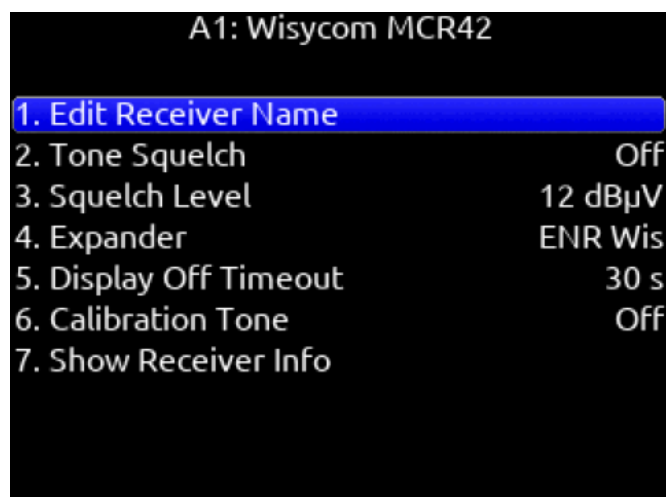 A1: Wisycom MCR42
1. Edit Receiver Name
2. Tone Squelch Off
3. Squelch Level 12 dBµV
4. Expander ENR Wis
5. Display Off Timeout 30 s
6. Calibration Tone Off
7. Show Receiver Info